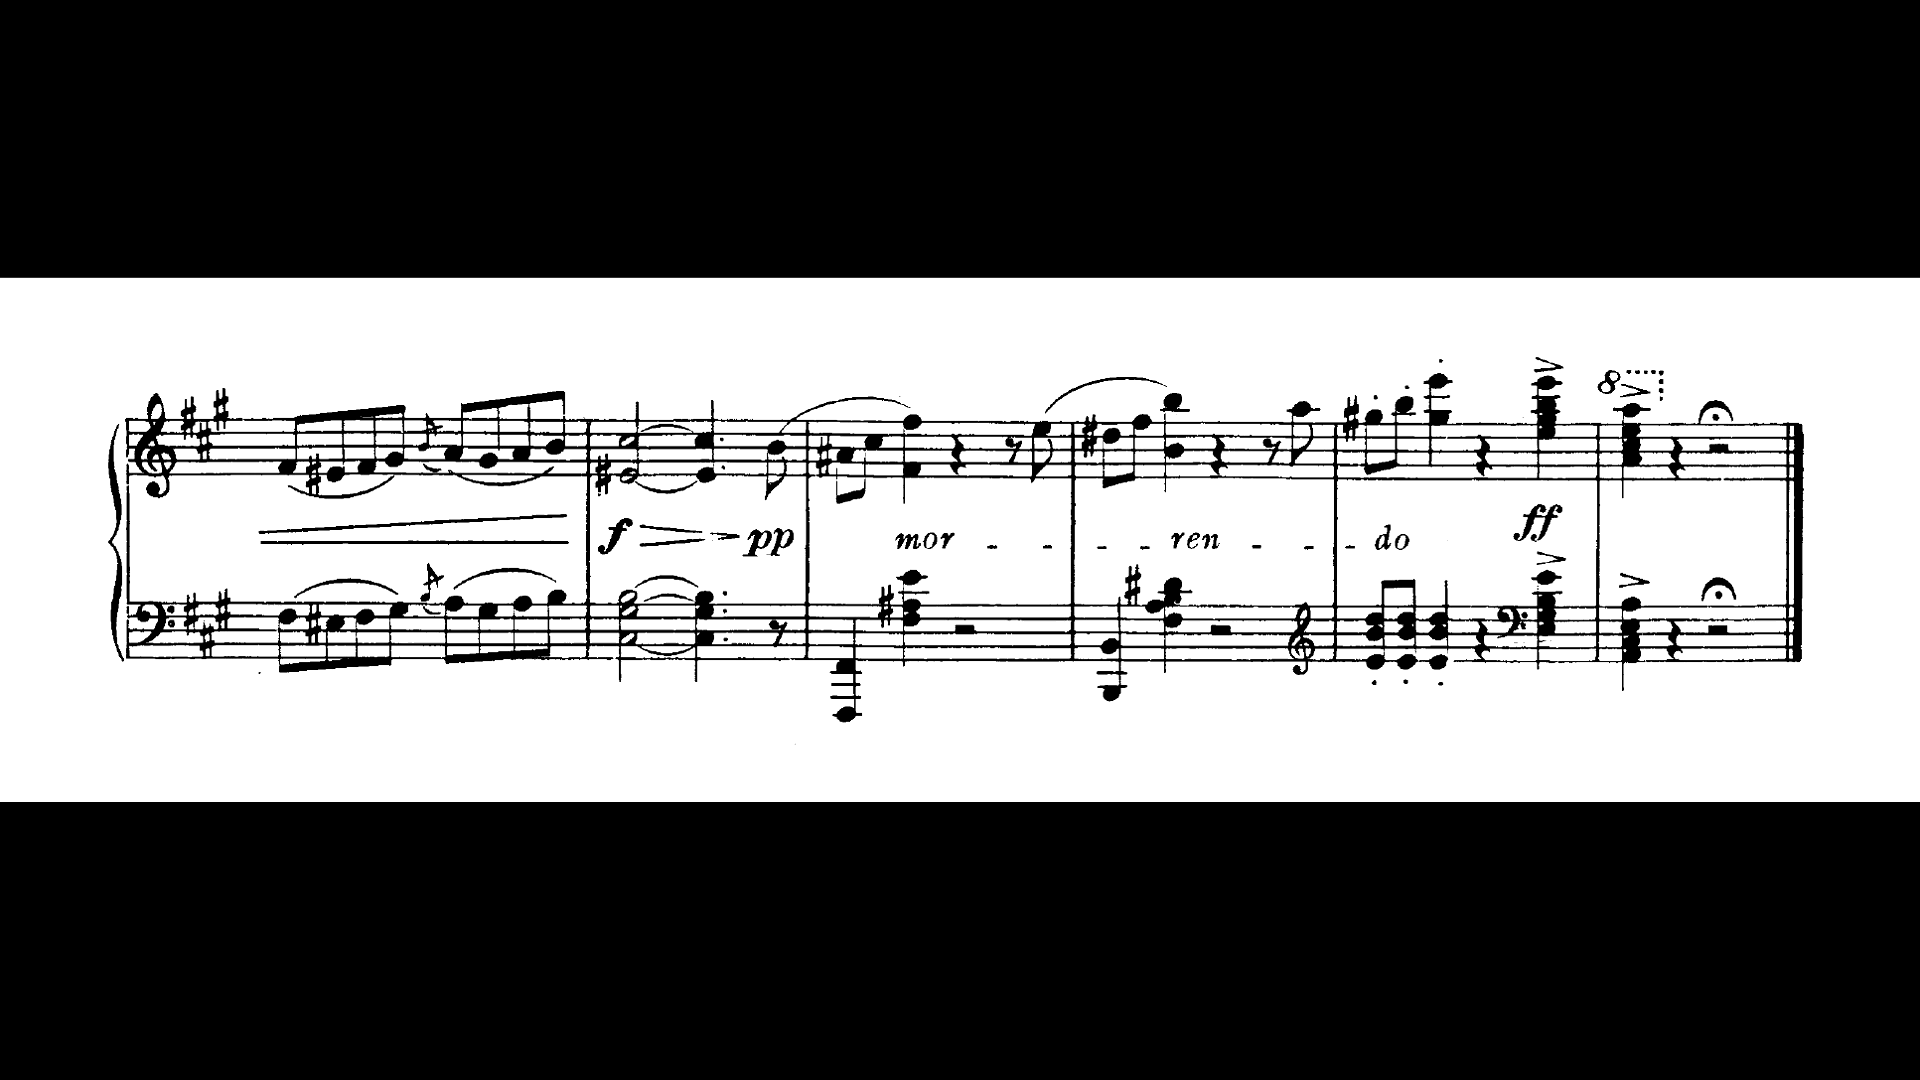 8
f pp mor - - - - ren - - - do ff